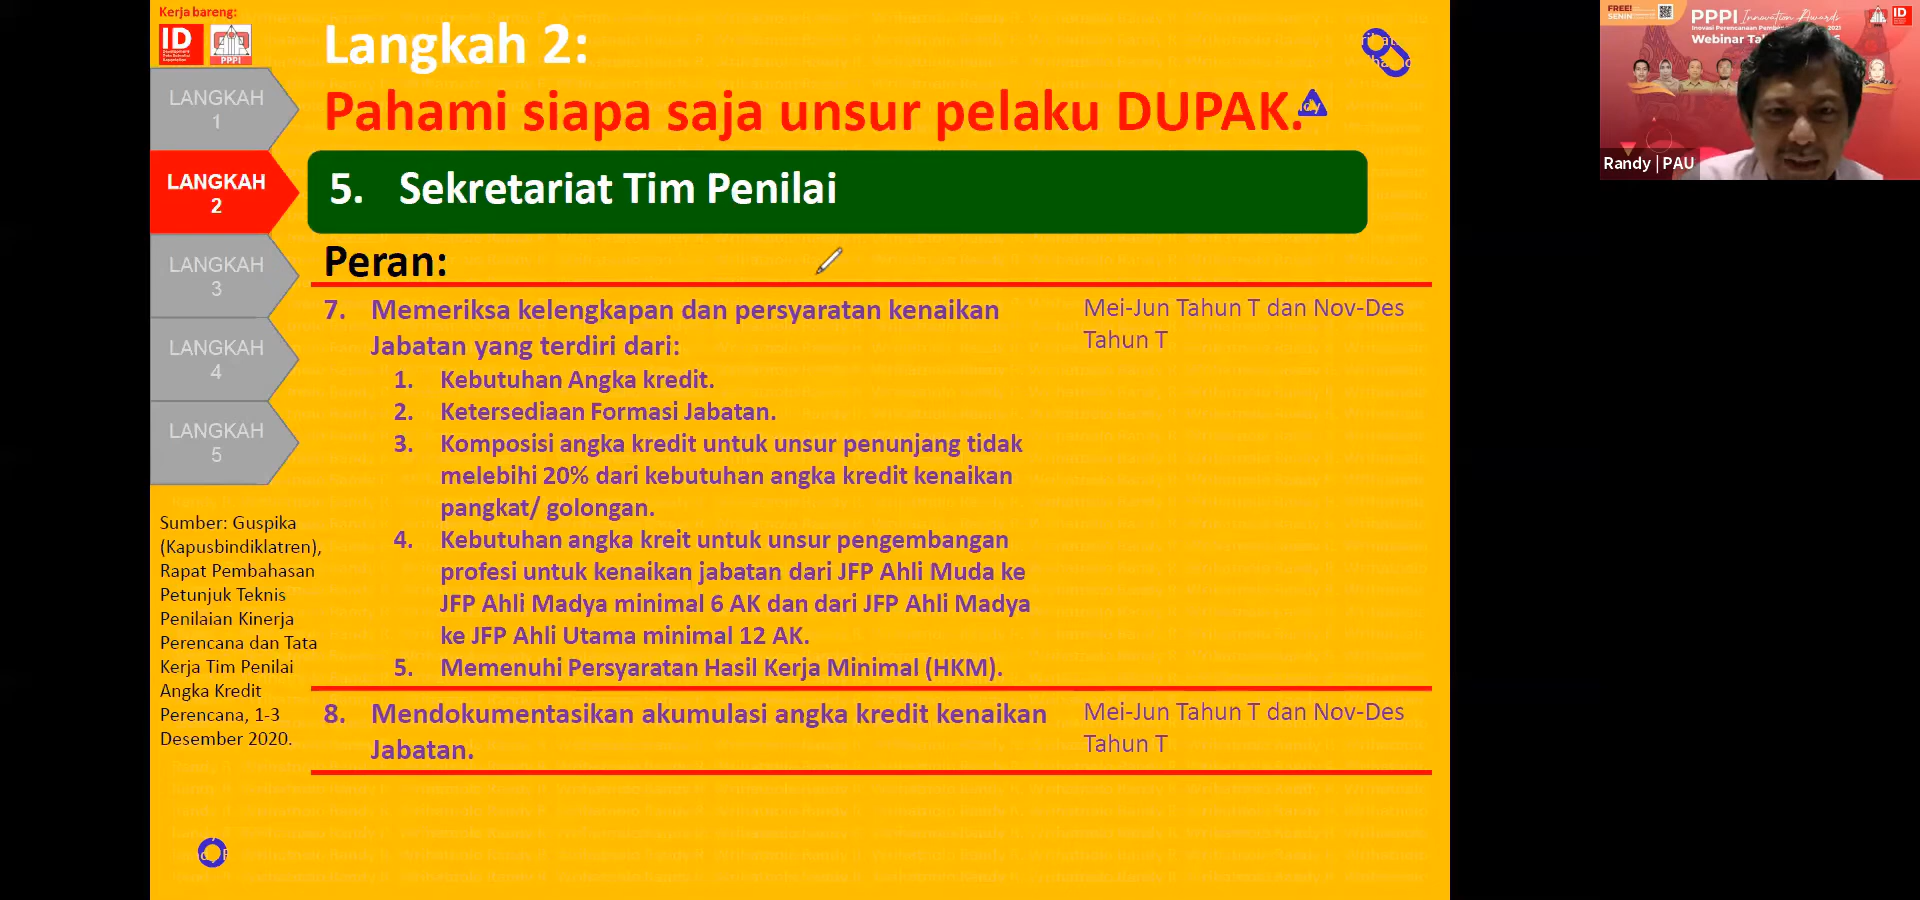 Kerja bareng:
ID
PPPI
Langkah 2:
Pahami siapa saja unsur pelaku DUPAK.
LANGKAH
1
LANGKAH
2
LANGKAH
3
LANGKAH
4
LANGKAH
5
5. Sekretariat Tim Penilai
Peran:
7. Memeriksa kelengkapan dan persyaratan kenaikan
Jabatan yang terdiri dari:
1. Kebutuhan Angka kredit.
2. Ketersediaan Formasi Jabatan.
3. Komposisi angka kredit untuk unsur penunjang tidak
melebihi 20% dari kebutuhan angka kredit kenaikan
pangkat/ golongan.
4. Kebutuhan angka kreit untuk unsur pengembangan
profesi untuk kenaikan jabatan dari JFP Ahli Muda ke
JFP Ahli Madya minimal 6 AK dan dari JFP Ahli Madya
ke JFP Ahli Utama minimal 12 AK.
5. Memenuhi Persyaratan Hasil Kerja Minimal (HKM).
Mei-Jun Tahun T dan Nov-Des
Tahun T
8. Mendokumentasikan akumulasi angka kredit kenaikan
Jabatan.
Mei-Jun Tahun T dan Nov-Des
Tahun T
Sumber: Guspika
(Kapusbindiklatren),
Rapat Pembahasan
Petunjuk Teknis
Penilaian Kinerja
Perencana dan Tata
Kerja Tim Penilai
Angka Kredit
Perencana, 1-3
Desember 2020.
FREE!
SENIN
PPPI Innovation Awards
Webinar
ID
Randy | PAU